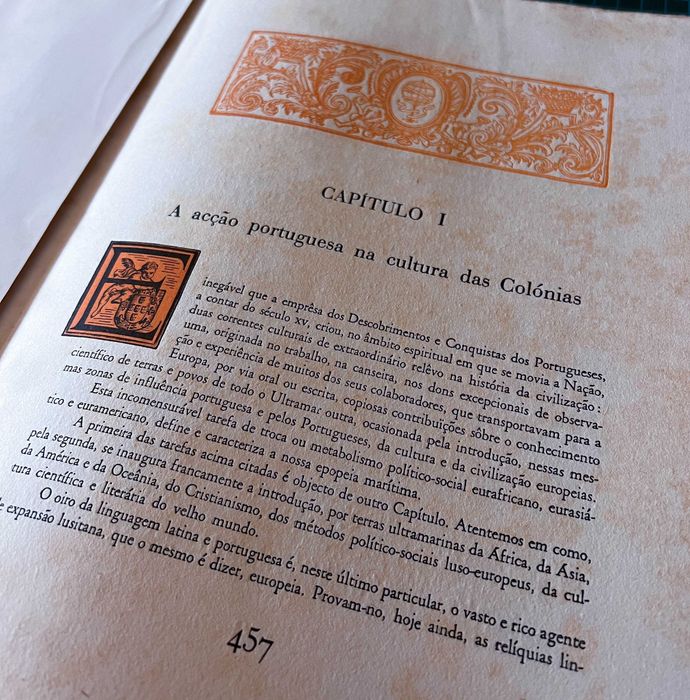 CAPÍTULO I
A acção portuguesa na cultura das Colónias
É inegável que a emprêsa dos Descobrimentos e Conquistas dos Portugueses,
a contar do século xv, criou, no âmbito espiritual em que se movia a Nação,
duas correntes culturais de extraordinário relêvo na história da civilização:
uma, originada no trabalho, na canseira, nos dons excepcionais de observa-
ção e experiência de muitos dos seus colaboradores, que transportavam para a
Europa, por via oral ou escrita, copiosas contribuições sôbre o conhecimento
científico de terras e povos de todo o Ultramar outra, ocasionada pela introdução, nessas mes-
mas zonas de influência portuguesa e pelos Portugueses, da cultura e da civilização europeias.
Esta incomensurável tarefa de troca ou metabolismo político-social eurafricano, eurasiá-
tico e euramericano, define e caracteriza a nossa epopeia marítima.
A primeira das tarefas acima citadas é objecto de outro Capítulo. Atentemos em como,
pela segunda, se inaugura francamente a introdução, por terras ultramarinas da África, da Ásia,
da América e da Oceânia, do Cristianismo, dos métodos político-sociais luso-europeus, da cul-
tura científica e literária do velho mundo.
O oiro da linguagem latina e portuguesa é, neste último particular, o vasto e rico agente
de expansão lusitana, que o mesmo é dizer, europeia. Provam-no, hoje ainda, as relíquias lin-
457